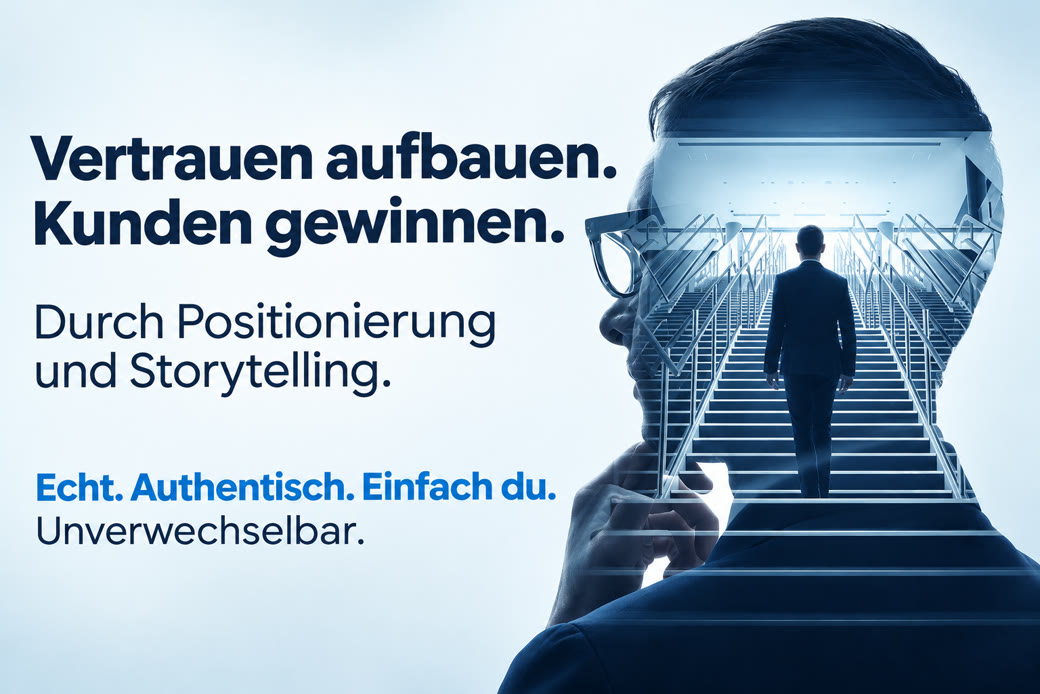 Vertrauen aufbauen.
Kunden gewinnen.
Durch Positionierung
und Storytelling.
Echt. Authentisch. Einfach du.
Unverwechselbar.